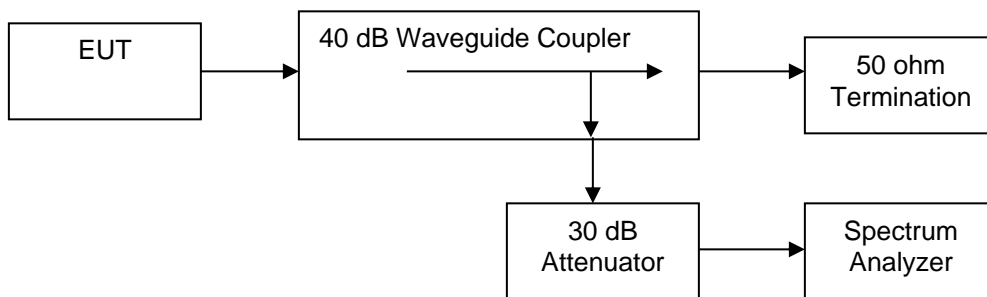 EUT
40 dB Waveguide Coupler
50 ohm
Termination
30 dB
Attenuator
Spectrum
Analyzer